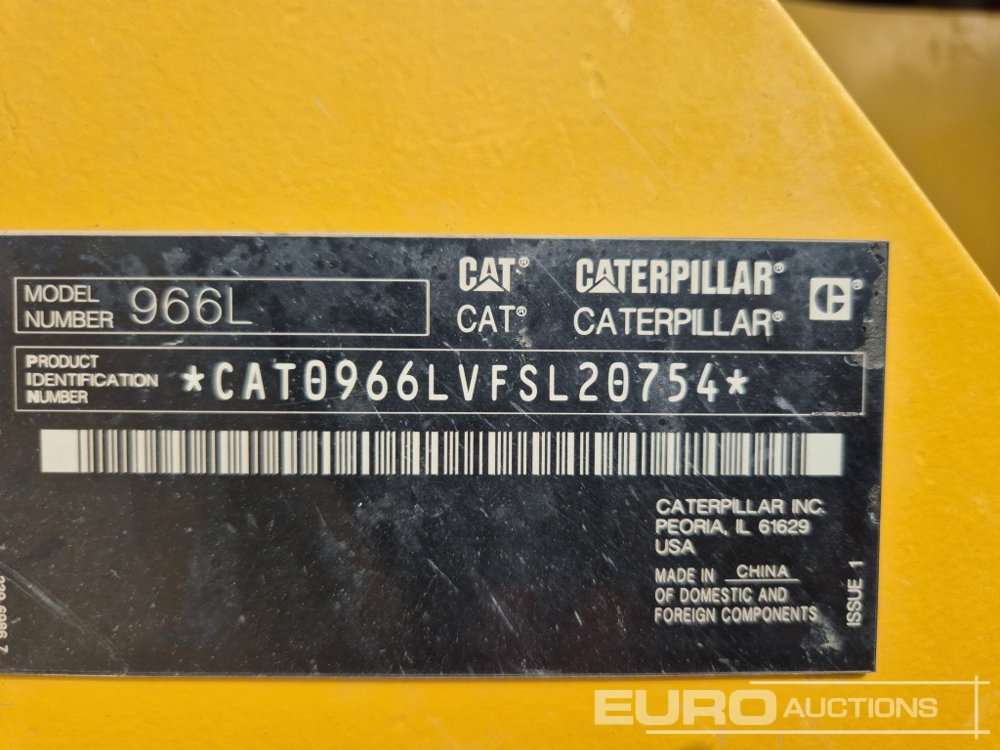 MODEL NUMBER 966L
CAT® CATERPILLAR® C®
CAT® CATERPILLAR®
PRODUCT IDENTIFICATION NUMBER *CAT0966LVFSL20754*
CATERPILLAR INC.
PEORIA, IL 61629
USA
MADE IN CHINA
OF DOMESTIC AND
FOREIGN COMPONENTS
ISSUE 1
EURO AUCTIONS